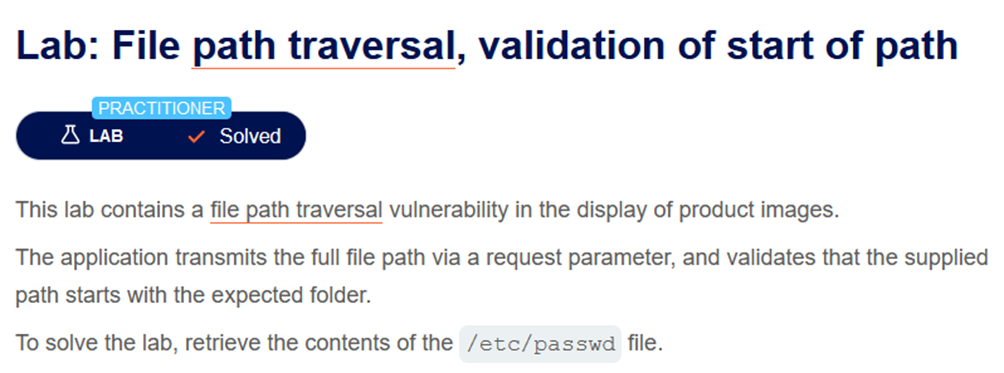 Lab: File path traversal, validation of start of path
PRACTITIONER
LAB Solved
This lab contains a file path traversal vulnerability in the display of product images.
The application transmits the full file path via a request parameter, and validates that the supplied
path starts with the expected folder.
To solve the lab, retrieve the contents of the /etc/passwd file.